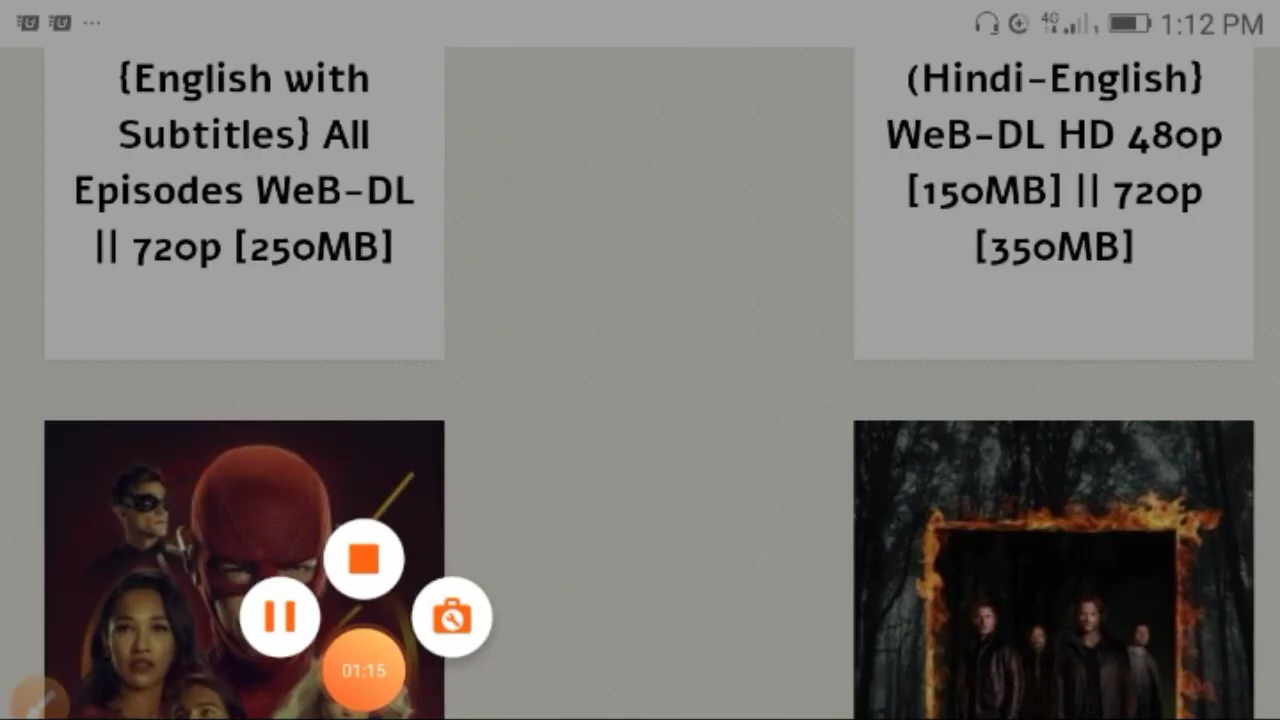 4G 1:12 PM
{English with
Subtitles} All
Episodes WeB-DL
|| 720p [250MB]
(Hindi-English}
WeB-DL HD 480p
[150MB] || 720p
[350MB]
01:15